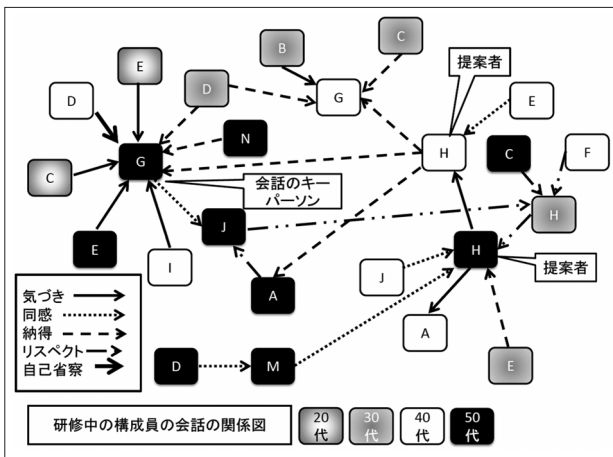 B
C
E
提案者
D
D
G
E
N
H
C
F
G
C
会話のキー
パーソン
H
J
E
I
H
A
J
提案者
気づき
同感
納得
リスペクト
自己省察
A
D
M
E
研修中の構成員の会話の関係図
20
代
30
代
40
代
50
代